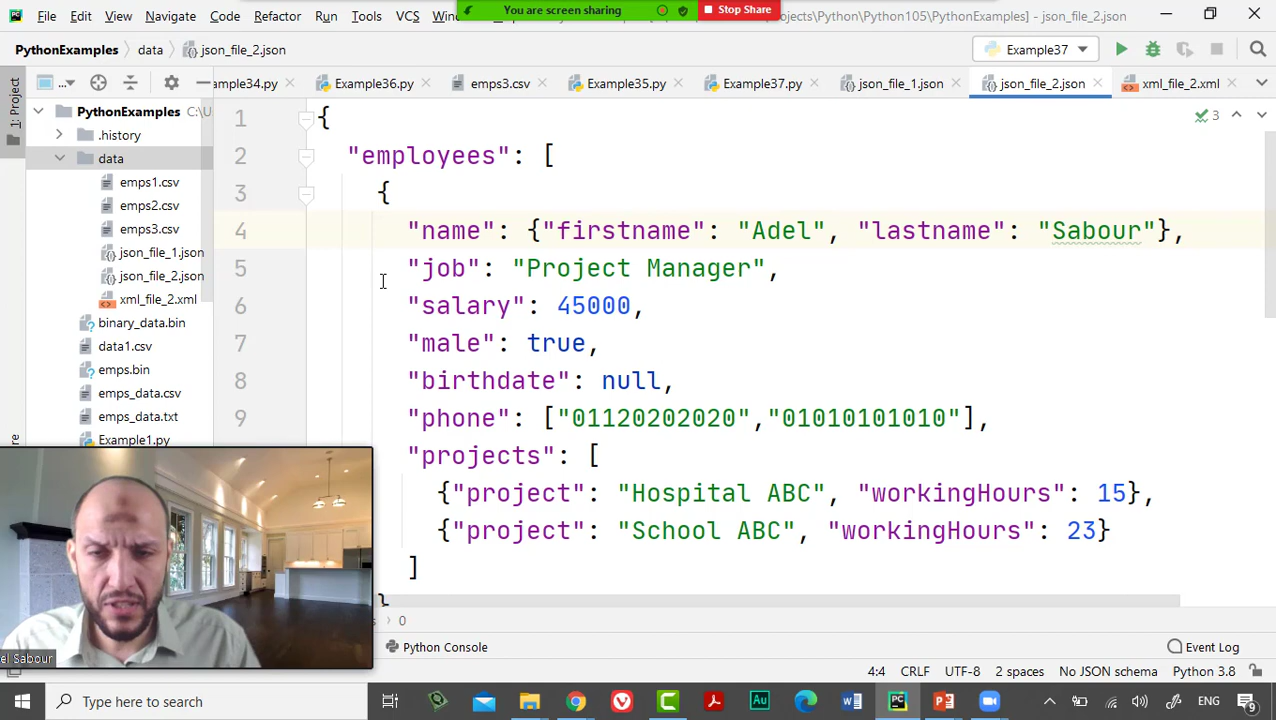 You are screen sharing Stop Share
File Edit View Navigate Code Refactor Run Tools VCS Projects\Python\Python105\PythonExamples] - json_file_2.json
PythonExamples data json_file_2.json Example37
1: Project
Example36.py emps3.csv Example35.py Example37.py json_file_1.json json_file_2.json xml_file_2.xml
PythonExamples
.history
data
emps1.csv
emps2.csv
emps3.csv
json_file_1.json
json_file_2.json
xml_file_2.xml
binary_data.bin
data1.csv
emps.bin
emps_data.csv
emps_data.txt
Example1.py
3
1 {
2 "employees": [
3 {
4 "name": {"firstname": "Adel", "lastname": "Sabour"},
5 "job": "Project Manager",
6 "salary": 45000,
7 "male": true,
8 "birthdate": null,
9 "phone": ["01120202020","01010101010"],
"projects": [
{"project": "Hospital ABC", "workingHours": 15},
{"project": "School ABC", "workingHours": 23}
]
}
0
Python Console Event Log
Sabour
4:4 CRLF UTF-8 2 spaces No JSON schema Python 3.8
Type here to search
ENG